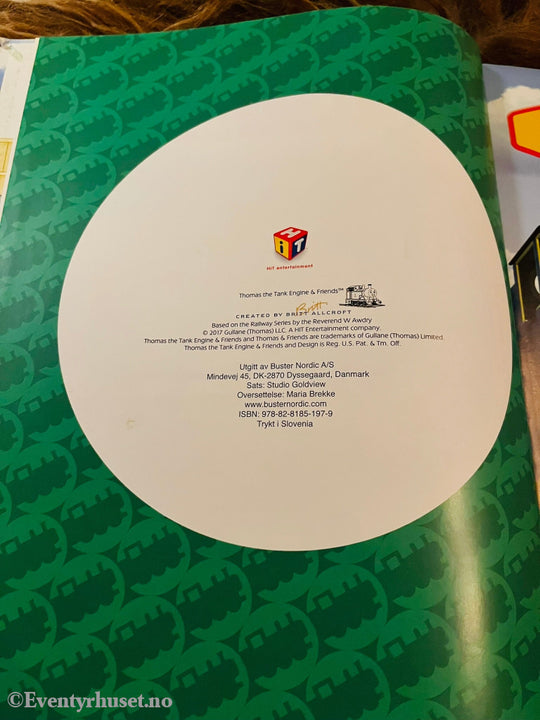 HiT
HiT entertainment
Thomas the Tank Engine & Friends™
Britt
CREATED BY BRITT ALLCROFT
Based on the Railway Series by the Reverend W Awdry
© 2017 Gullane (Thomas) LLC. A HIT Entertainment company.
Thomas the Tank Engine & Friends and Thomas & Friends are trademarks of Gullane (Thomas) Limited.
Thomas the Tank Engine & Friends and Design is Reg. U.S. Pat. & Tm. Off.
Utgitt av Buster Nordic A/S
Mindevej 45, DK-2870 Dyssegaard, Danmark
Sats: Studio Goldview
Oversettelse: Maria Brekke
www.busternordic.com
ISBN: 978-82-8185-197-9
Trykt i Slovenia
©Eventyrhuset.no